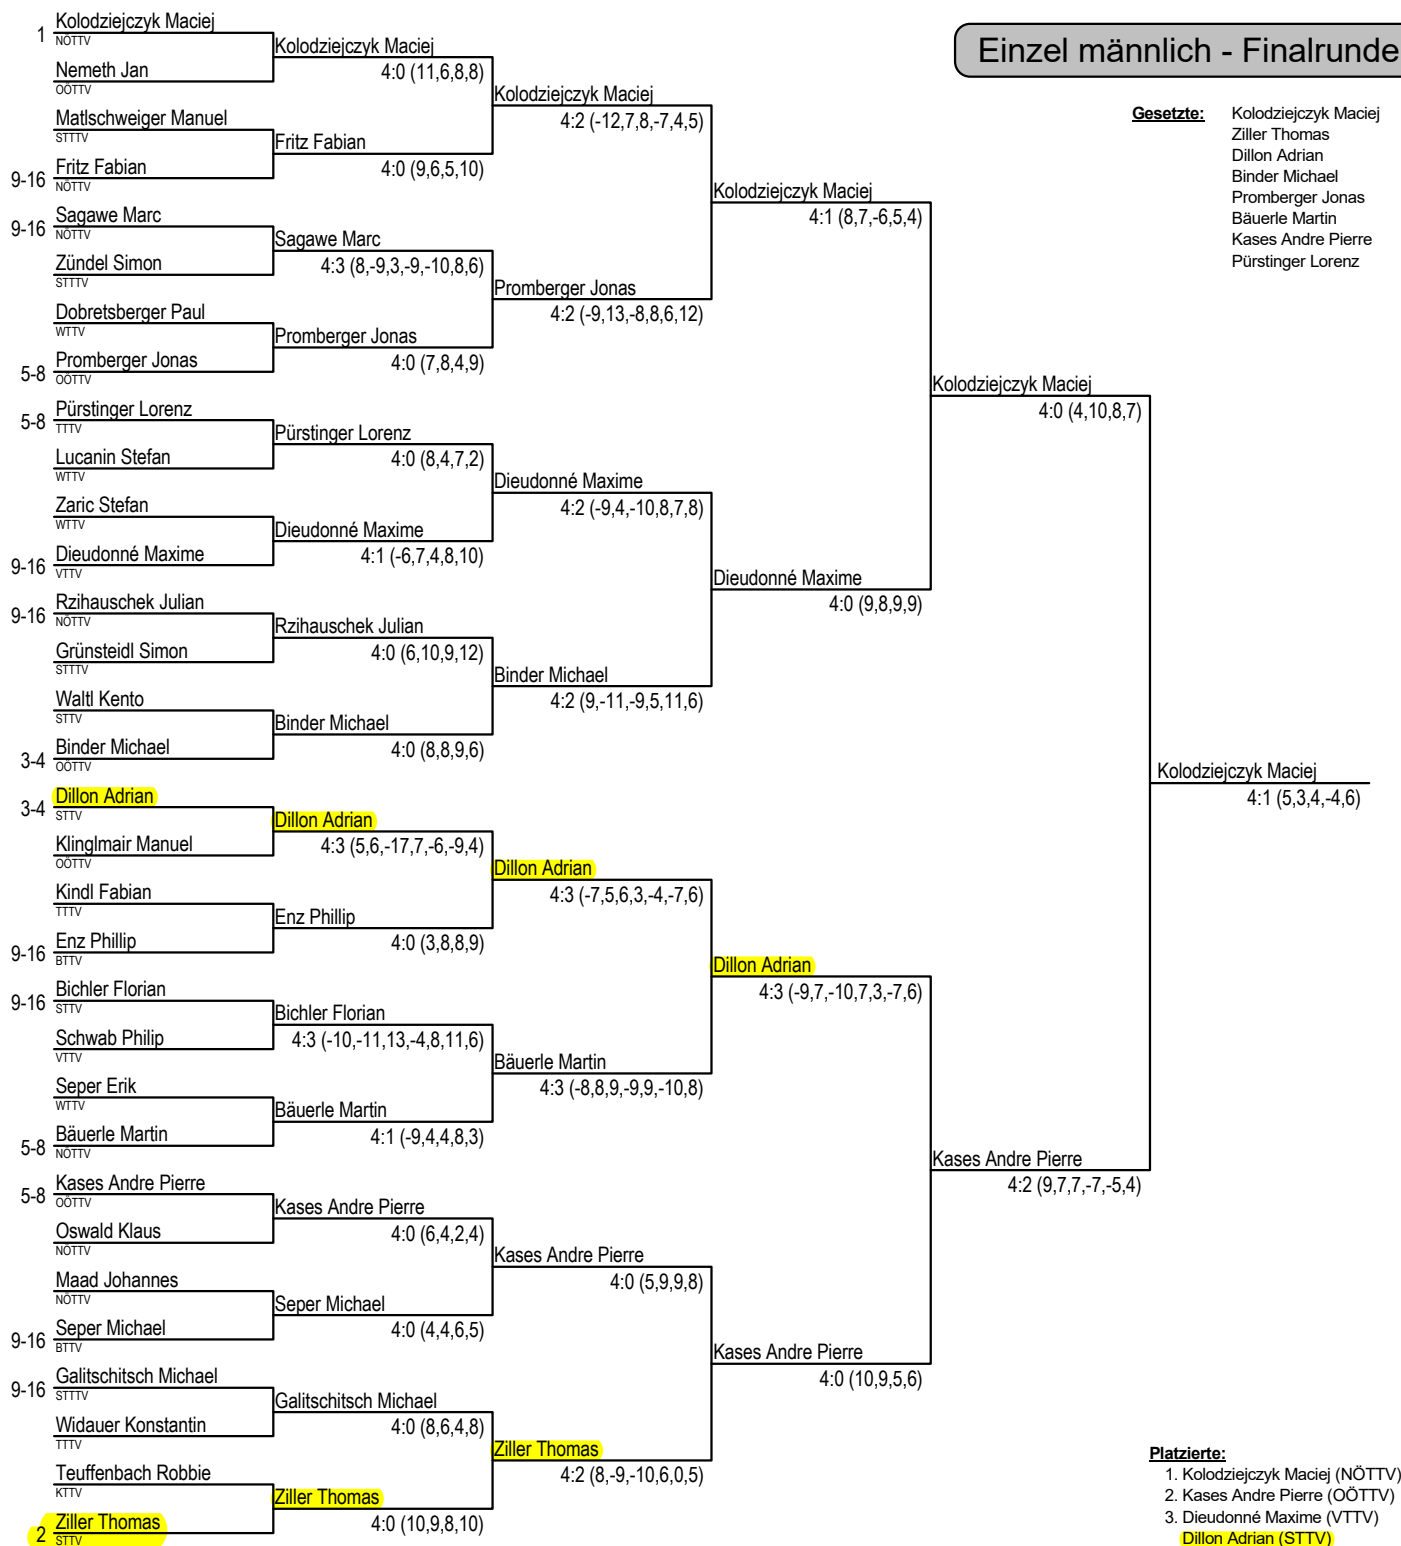 Einzel männlich - Finalrunde
Gesetzte:
Kolodziejczyk Maciej
Ziller Thomas
Dillon Adrian
Binder Michael
Promberger Jonas
Bäuerle Martin
Kases Andre Pierre
Pürstinger Lorenz
1 Kolodziejczyk Maciej
NÖTTV
Nemeth Jan
OÖTTV
Matlschweiger Manuel
STTTV
9-16 Fritz Fabian
NÖTTV
9-16 Sagawe Marc
NÖTTV
Zündel Simon
STTTV
Dobretsberger Paul
WTTV
5-8 Promberger Jonas
OÖTTV
5-8 Pürstinger Lorenz
TTTV
Lucanin Stefan
WTTV
Zaric Stefan
WTTV
9-16 Dieudonné Maxime
VTTV
9-16 Rzihauschek Julian
NÖTTV
Grünsteidl Simon
STTTV
Waltl Kento
STTV
3-4 Binder Michael
OÖTTV
3-4 Dillon Adrian
STTV
Klinglmair Manuel
OÖTTV
Kindl Fabian
TTTV
9-16 Enz Phillip
BTTV
9-16 Bichler Florian
STTV
Schwab Philip
VTTV
Seper Erik
WTTV
5-8 Bäuerle Martin
NÖTTV
5-8 Kases Andre Pierre
OÖTTV
Oswald Klaus
NÖTTV
Maad Johannes
NÖTTV
9-16 Seper Michael
BTTV
9-16 Galitschitsch Michael
STTTV
Widauer Konstantin
TTTV
Teuffenbach Robbie
KTTV
2 Ziller Thomas
STTV
Kolodziejczyk Maciej
4:0 (11,6,8,8)
Fritz Fabian
4:0 (9,6,5,10)
Sagawe Marc
4:3 (8,-9,3,-9,-10,8,6)
Promberger Jonas
4:0 (7,8,4,9)
Pürstinger Lorenz
4:0 (8,4,7,2)
Dieudonné Maxime
4:1 (-6,7,4,8,10)
Rzihauschek Julian
4:0 (6,10,9,12)
Binder Michael
4:0 (8,8,9,6)
Dillon Adrian
4:3 (5,6,-17,7,-6,-9,4)
Enz Phillip
4:0 (3,8,8,9)
Bichler Florian
4:3 (-10,-11,13,-4,8,11,6)
Bäuerle Martin
4:1 (-9,4,4,8,3)
Kases Andre Pierre
4:0 (6,4,2,4)
Seper Michael
4:0 (4,4,6,5)
Galitschitsch Michael
4:0 (8,6,4,8)
Ziller Thomas
4:0 (10,9,8,10)
Kolodziejczyk Maciej
4:2 (-12,7,8,-7,4,5)
Promberger Jonas
4:2 (-9,13,-8,8,6,12)
Dieudonné Maxime
4:2 (-9,4,-10,8,7,8)
Binder Michael
4:2 (9,-11,-9,5,11,6)
Dillon Adrian
4:3 (-7,5,6,3,-4,-7,6)
Bäuerle Martin
4:3 (-8,8,9,-9,9,-10,8)
Kases Andre Pierre
4:0 (5,9,9,8)
Ziller Thomas
4:2 (8,-9,-10,6,0,5)
Kolodziejczyk Maciej
4:1 (8,7,-6,5,4)
Dieudonné Maxime
4:0 (9,8,9,9)
Dillon Adrian
4:3 (-9,7,-10,7,3,-7,6)
Kases Andre Pierre
4:0 (10,9,5,6)
Kolodziejczyk Maciej
4:0 (4,10,8,7)
Kases Andre Pierre
4:2 (9,7,7,-7,-5,4)
Kolodziejczyk Maciej
4:1 (5,3,4,-4,6)
Platzierte:
1. Kolodziejczyk Maciej (NÖTTV)
2. Kases Andre Pierre (OÖTTV)
3. Dieudonné Maxime (VTTV)
Dillon Adrian (STTV)